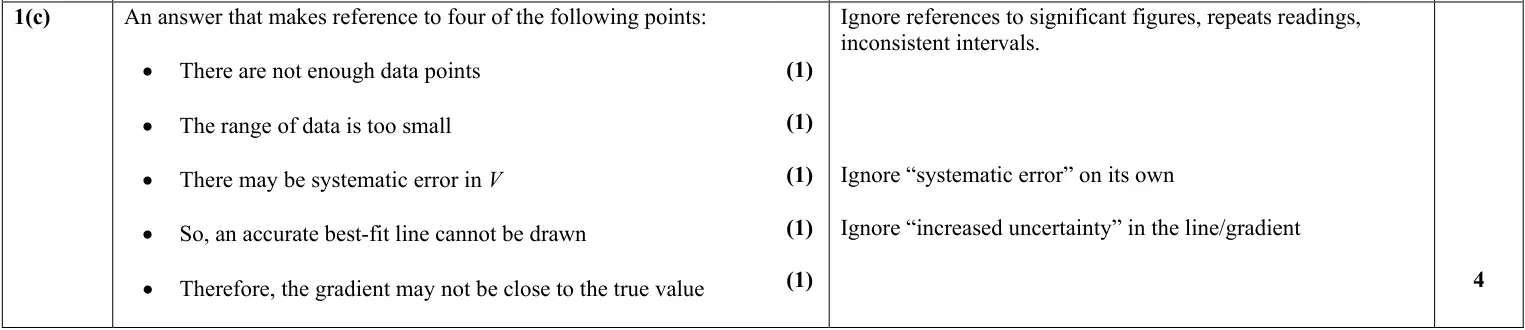 1(c)
An answer that makes reference to four of the following points:
Ignore references to significant figures, repeats readings,
inconsistent intervals.
• There are not enough data points (1)
• The range of data is too small (1)
• There may be systematic error in V (1) Ignore “systematic error” on its own
• So, an accurate best-fit line cannot be drawn (1) Ignore “increased uncertainty” in the line/gradient
• Therefore, the gradient may not be close to the true value (1) 4